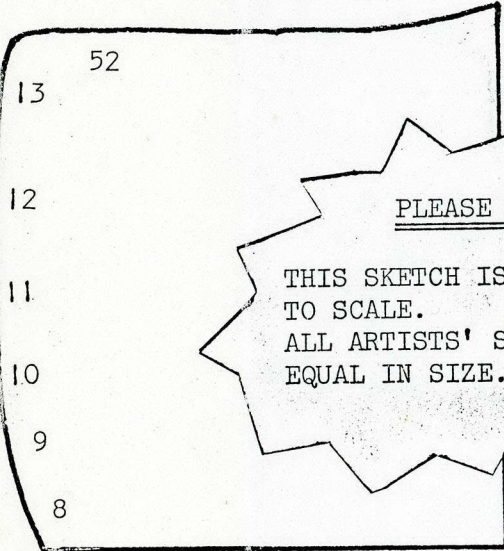 52
13
12
11
10
9
8
PLEASE
THIS SKETCH IS
TO SCALE.
ALL ARTISTS' S
EQUAL IN SIZE.